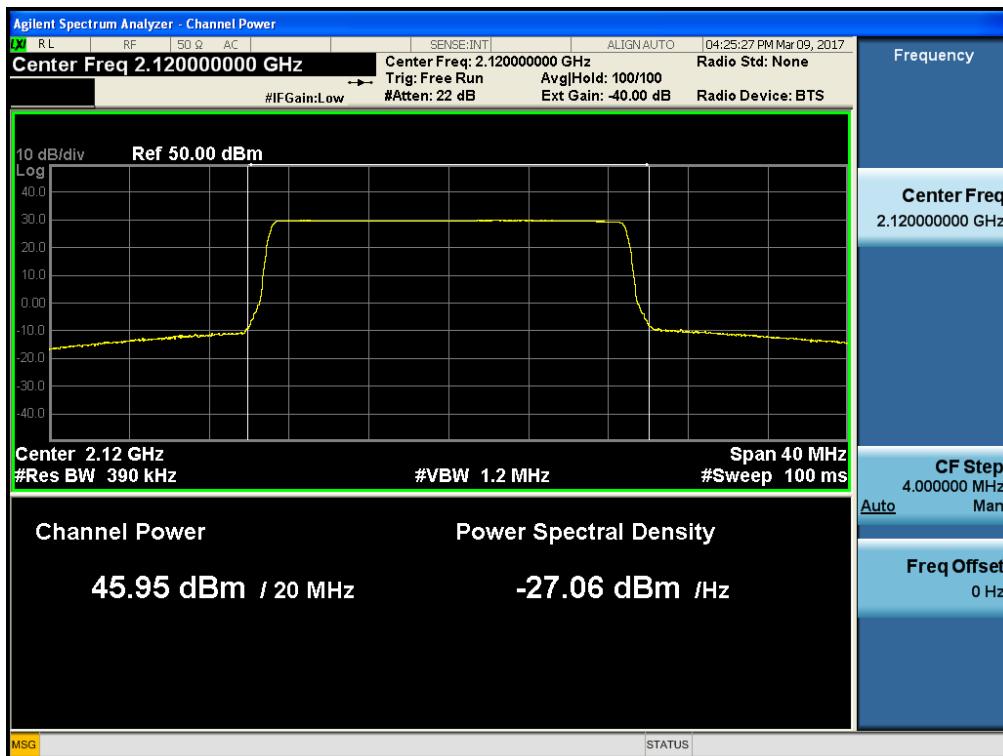 Agilent Spectrum Analyzer - Channel Power
LXI RL RF 50 Ω AC SENSE:INT ALIGN AUTO 04:25:27 PM Mar 09, 2017
Center Freq 2.120000000 GHz
#IFGain:Low
Center Freq: 2.120000000 GHz
Trig: Free Run Avg|Hold: 100/100
#Atten: 22 dB Ext Gain: -40.00 dB
Radio Std: None
Radio Device: BTS
10 dB/div Ref 50.00 dBm
Log
40.0
30.0
20.0
10.0
0.00
-10.0
-20.0
-30.0
-40.0
Center 2.12 GHz Span 40 MHz
#Res BW 390 kHz #VBW 1.2 MHz #Sweep 100 ms
Channel Power Power Spectral Density
45.95 dBm / 20 MHz -27.06 dBm /Hz
MSG STATUS
Frequency
Center Freq
2.120000000 GHz
CF Step
4.000000 MHz
Auto Man
Freq Offset
0 Hz